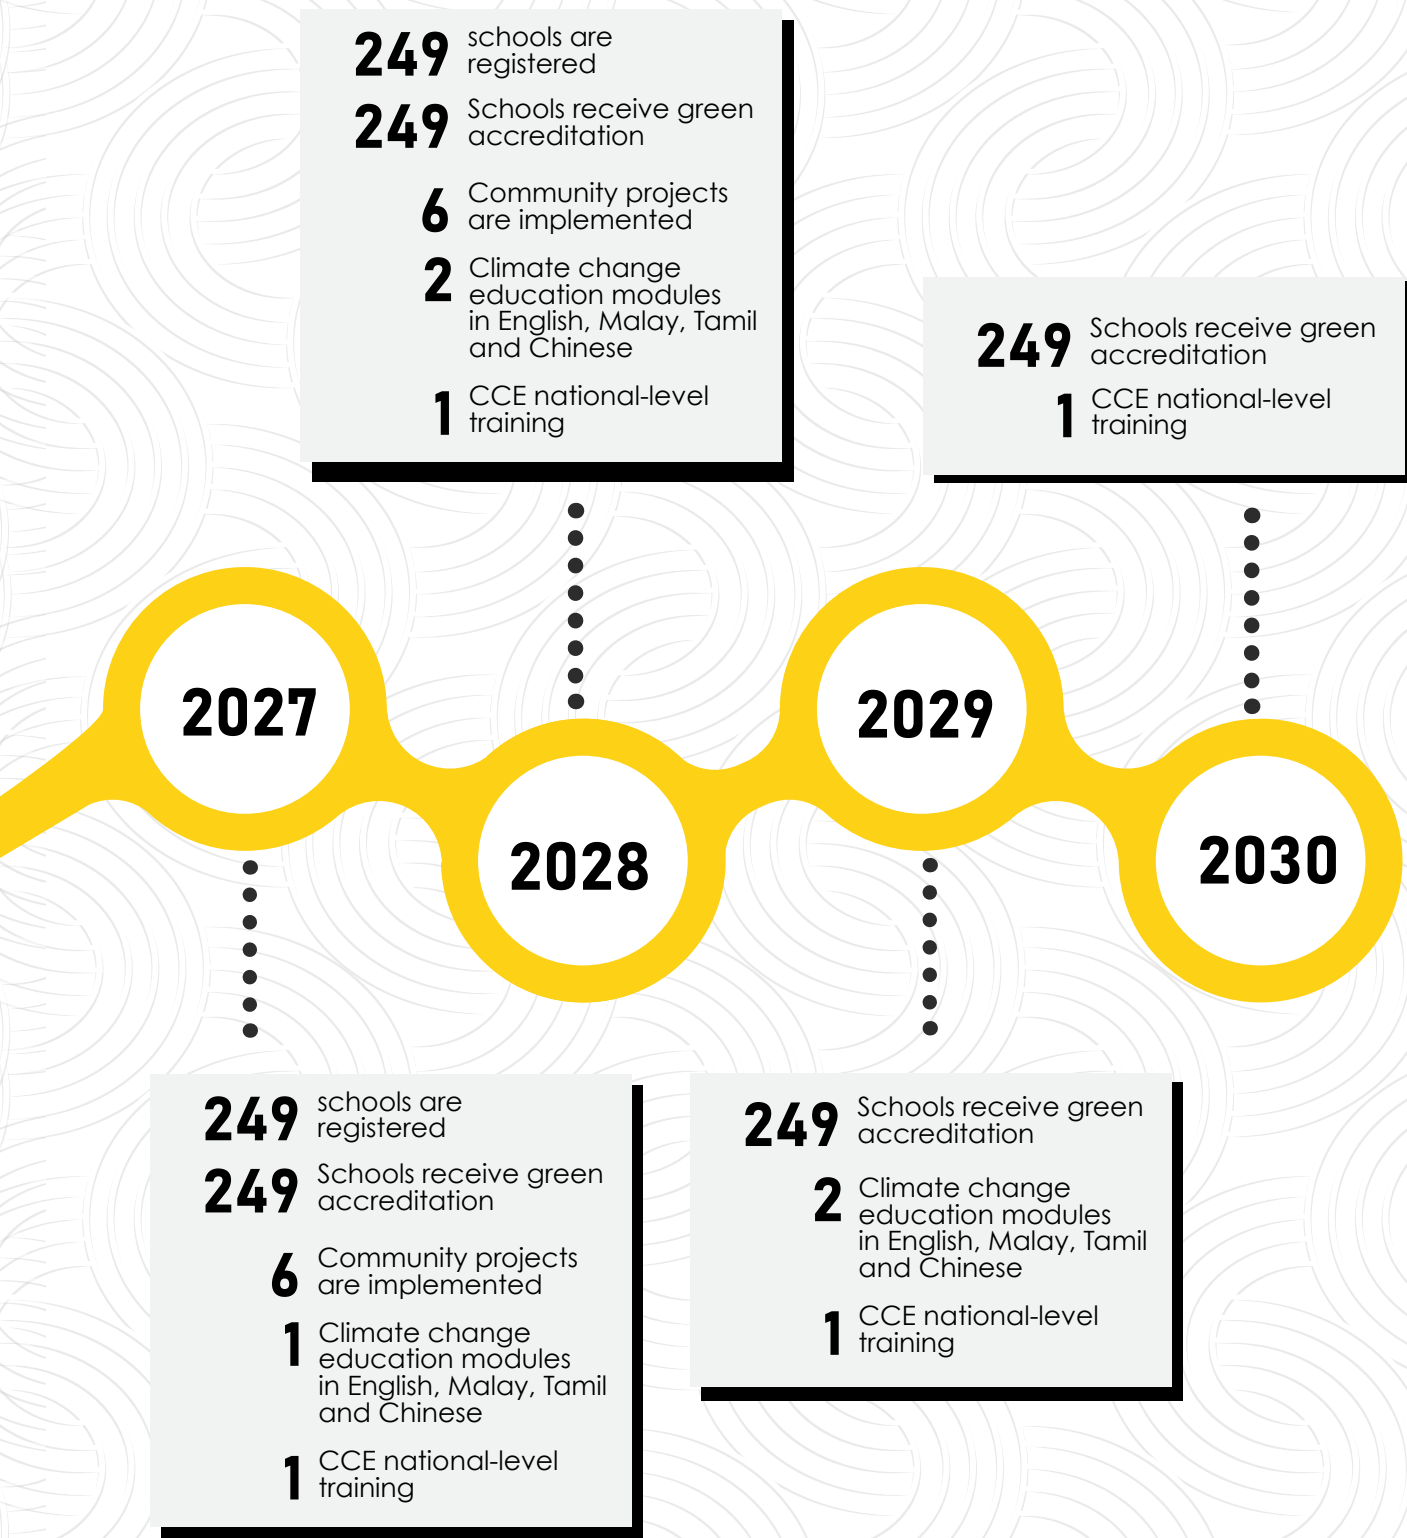 249 schools are
registered
249 Schools receive green
accreditation
6 Community projects
are implemented
2 Climate change
education modules
in English, Malay, Tamil
and Chinese
1 CCE national-level
training
249 Schools receive green
accreditation
1 CCE national-level
training
2027
2028
2029
2030
249 schools are
registered
249 Schools receive green
accreditation
6 Community projects
are implemented
1 Climate change
education modules
in English, Malay, Tamil
and Chinese
1 CCE national-level
training
249 Schools receive green
accreditation
2 Climate change
education modules
in English, Malay, Tamil
and Chinese
1 CCE national-level
training